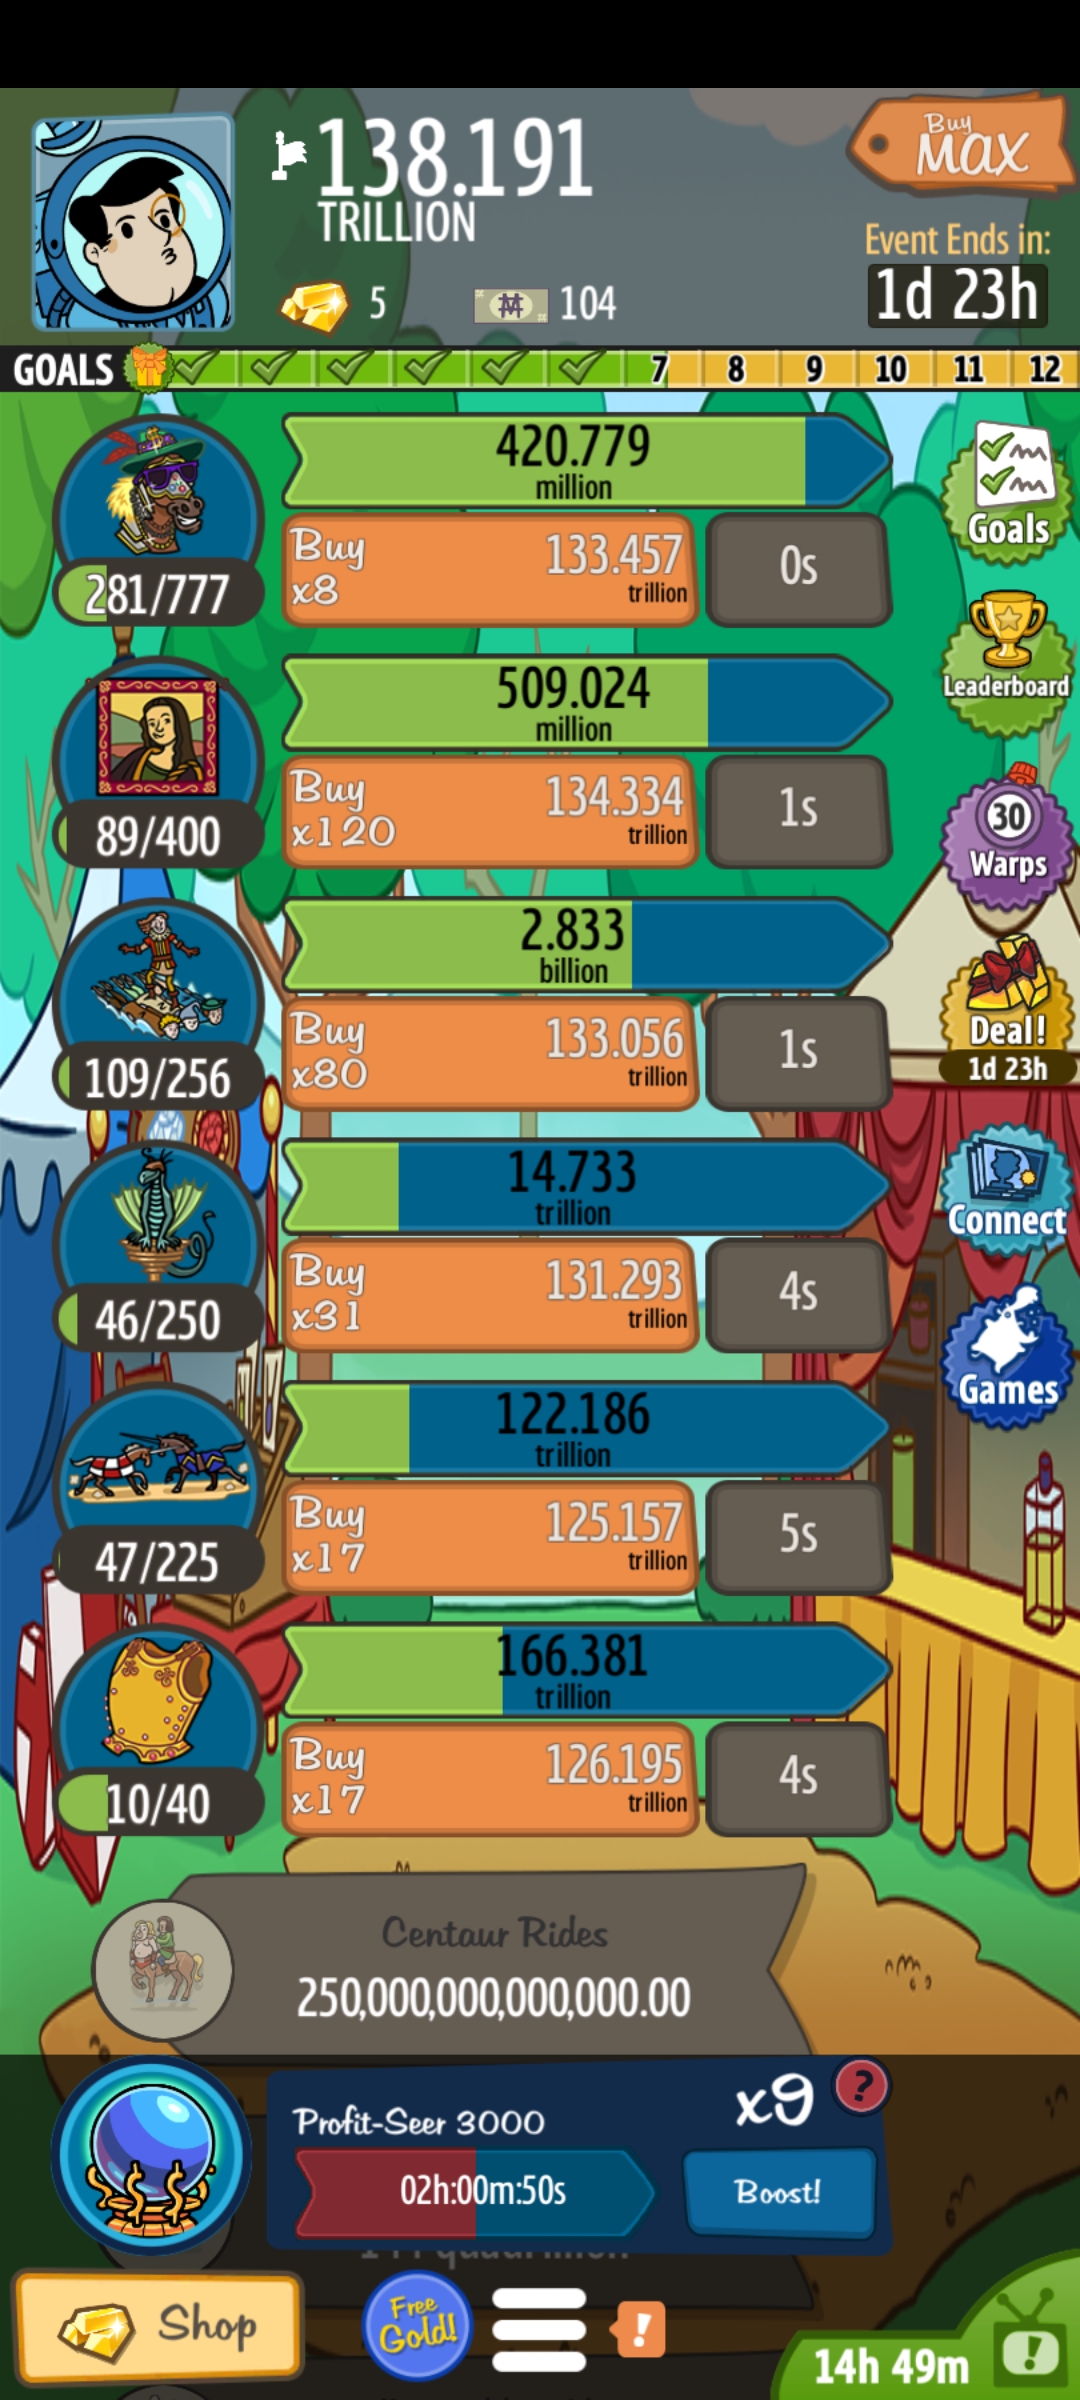 138.191
TRILLION
Buy
MAX
5
104
Event Ends in:
1d 23h
GOALS 7 8 9 10 11 12
420.779
million
Buy
x8
133.457
trillion
0s
281/777
Goals
Leaderboard
509.024
million
Buy
x120
134.334
trillion
1s
89/400
30
Warps
2.833
billion
Buy
x80
133.056
trillion
1s
109/256
Deal!
1d 23h
14.733
trillion
Buy
x31
131.293
trillion
4s
46/250
Connect
122.186
trillion
Buy
x17
125.157
trillion
5s
47/225
Games
166.381
trillion
Buy
x17
126.195
trillion
4s
10/40
Centaur Rides
250,000,000,000,000.00
Profit-Seer 3000
x9
?
02h:00m:50s
Boost!
Shop
Free
Gold!
!
14h 49m
!